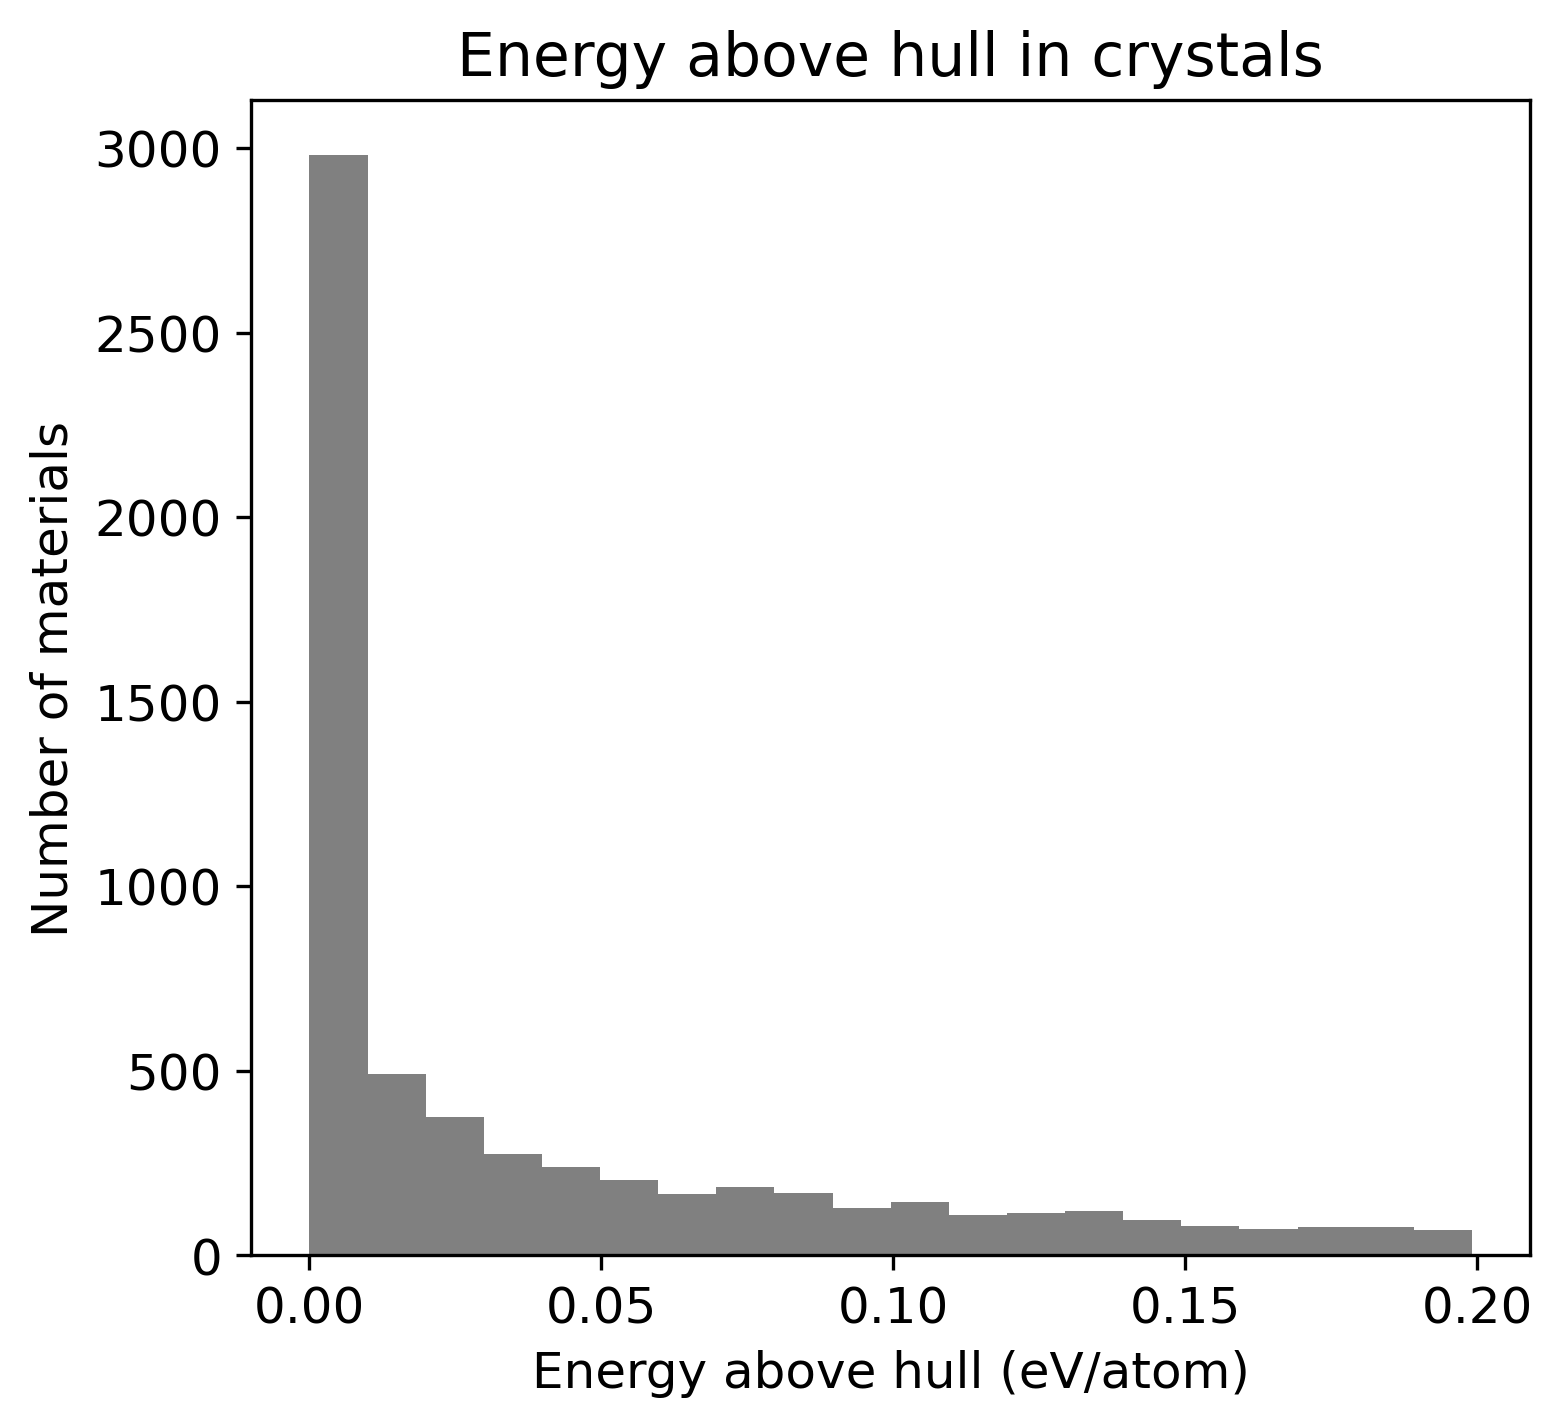 Energy above hull in crystals
3000
2500
2000
1500
1000
500
0
Number of materials
0.00 0.05 0.10 0.15 0.20
Energy above hull (eV/atom)